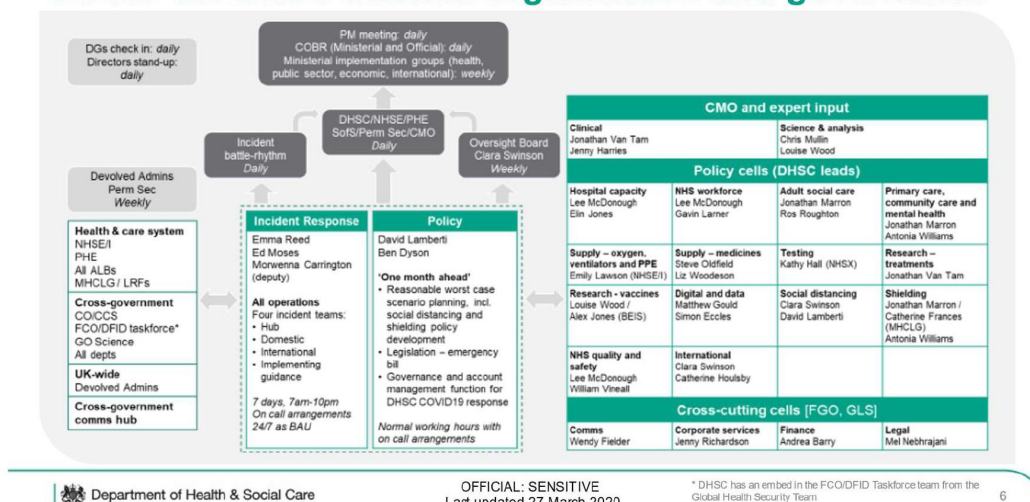 DGs check in: daily
Directors stand-up:
daily
PM meeting: daily
COBR (Ministerial and Official): daily
Ministerial implementation groups (health,
public sector, economic, international): weekly
DHSC/NHSE/PHE
SofS/Perm Sec/CMO
Daily
Incident
battle-rhythm
Daily
Oversight Board
Clara Swinson
Weekly
Devolved Admins
Perm Sec
Weekly
Health & care system
NHSE/I
PHE
All ALBs
MHCLG / LRFs
Cross-government
CO/CCS
FCO/DFID taskforce*
GO Science
All depts
UK-wide
Devolved Admins
Cross-government
comms hub
Incident Response
Emma Reed
Ed Moses
Morwenna Carrington
(deputy)
All operations
Four incident teams:
• Hub
• Domestic
• International
• Implementing
guidance
7 days, 7am-10pm
On call arrangements
24/7 as BAU
Policy
David Lamberti
Ben Dyson
'One month ahead'
• Reasonable worst case
scenario planning, incl.
social distancing and
shielding policy
development
• Legislation – emergency
bill
• Governance and account
management function for
DHSC COVID19 response
Normal working hours with
on call arrangements
CMO and expert input
Clinical
Jonathan Van Tam
Jenny Harries
Science & analysis
Chris Mullin
Louise Wood
Policy cells (DHSC leads)
Hospital capacity
Lee McDonough
Elin Jones
NHS workforce
Lee McDonough
Gavin Larner
Adult social care
Jonathan Marron
Ros Roughton
Primary care,
community care and
mental health
Jonathan Marron
Antonia Williams
Supply – oxygen,
ventilators and PPE
Emily Lawson (NHSE/I)
Supply – medicines
Steve Oldfield
Liz Woodeson
Testing
Kathy Hall (NHSX)
Research –
treatments
Jonathan Van Tam
Research - vaccines
Louise Wood /
Alex Jones (BEIS)
Digital and data
Matthew Gould
Simon Eccles
Social distancing
Clara Swinson
David Lamberti
Shielding
Jonathan Marron /
Catherine Frances
(MHCLG)
Antonia Williams
NHS quality and
safety
Lee McDonough
William Vineall
International
Clara Swinson
Catherine Houlsby
Cross-cutting cells [FGO, GLS]
Comms
Wendy Fielder
Corporate services
Jenny Richardson
Finance
Andrea Barry
Legal
Mel Nebhrajani
Department of Health & Social Care
OFFICIAL: SENSITIVE
Last updated 27 March 2020
* DHSC has an embed in the FCO/DFID Taskforce team from the
Global Health Security Team
6